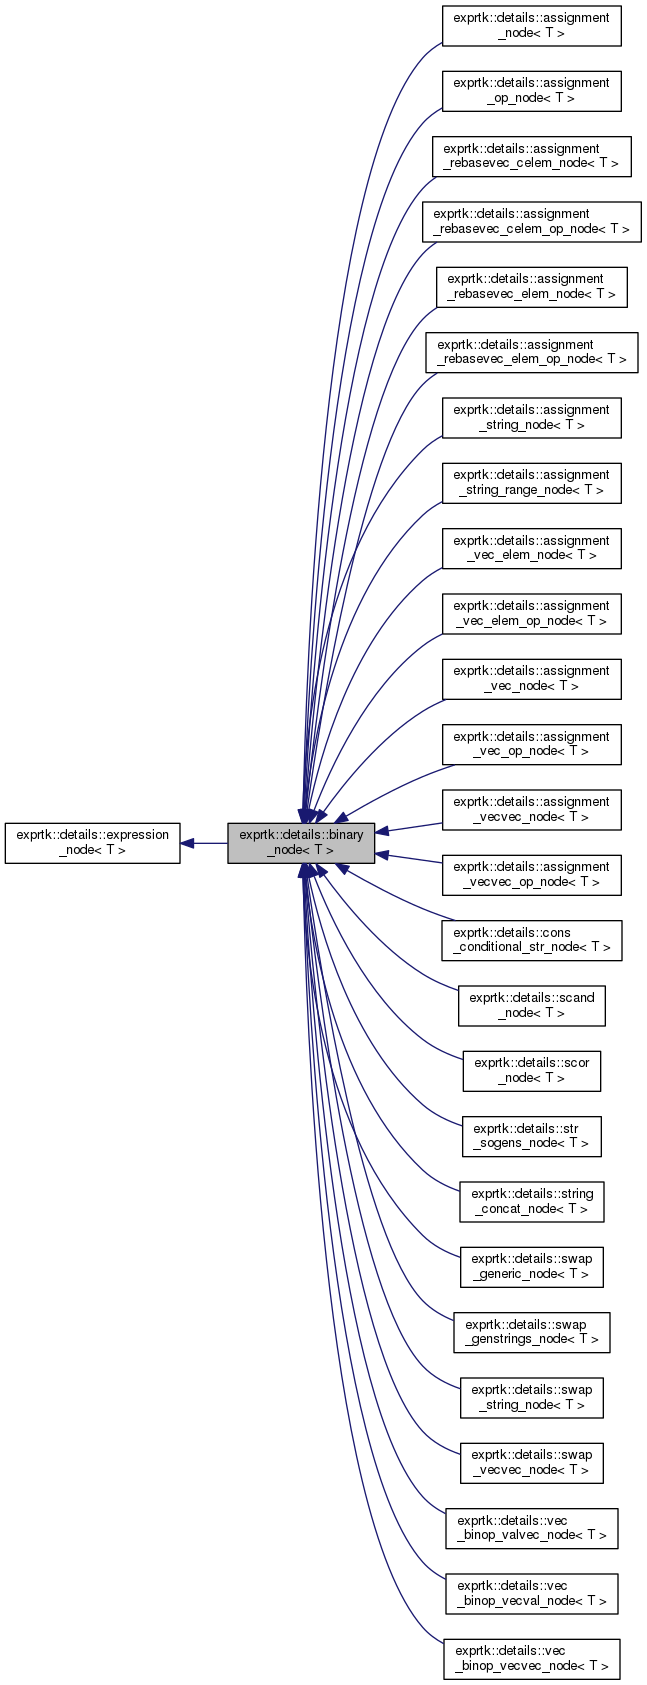 exprtk::details::assignment
_node< T >
exprtk::details::assignment
_op_node< T >
exprtk::details::assignment
_rebasevec_celem_node< T >
exprtk::details::assignment
_rebasevec_celem_op_node< T >
exprtk::details::assignment
_rebasevec_elem_node< T >
exprtk::details::assignment
_rebasevec_elem_op_node< T >
exprtk::details::assignment
_string_node< T >
exprtk::details::assignment
_string_range_node< T >
exprtk::details::assignment
_vec_elem_node< T >
exprtk::details::assignment
_vec_elem_op_node< T >
exprtk::details::assignment
_vec_node< T >
exprtk::details::assignment
_vec_op_node< T >
exprtk::details::assignment
_vecvec_node< T >
exprtk::details::expression
_node< T >
exprtk::details::binary
_node< T >
exprtk::details::assignment
_vecvec_op_node< T >
exprtk::details::cons
_conditional_str_node< T >
exprtk::details::scand
_node< T >
exprtk::details::scor
_node< T >
exprtk::details::str
_sogens_node< T >
exprtk::details::string
_concat_node< T >
exprtk::details::swap
_generic_node< T >
exprtk::details::swap
_genstrings_node< T >
exprtk::details::swap
_string_node< T >
exprtk::details::swap
_vecvec_node< T >
exprtk::details::vec
_binop_valvec_node< T >
exprtk::details::vec
_binop_vecval_node< T >
exprtk::details::vec
_binop_vecvec_node< T >